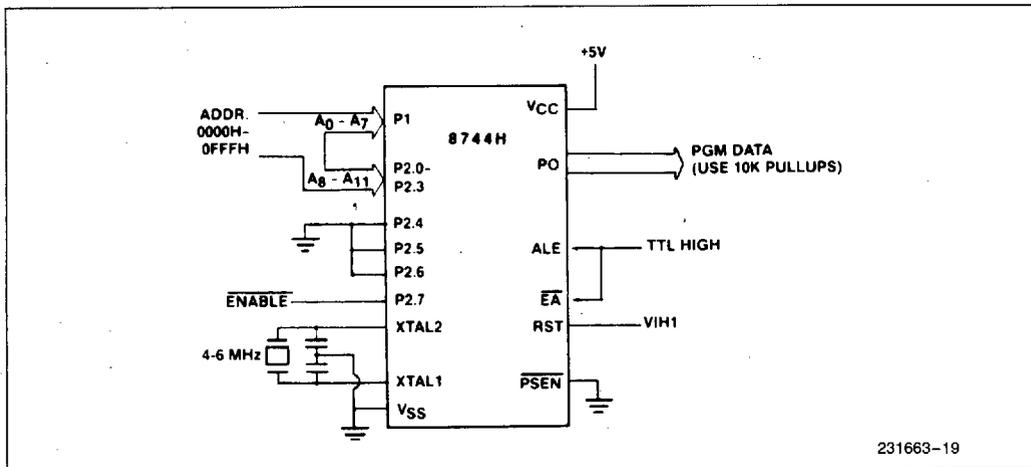 +5V
ADDR.
0000H-
0FFFH
A0 - A7
P1
8744H
VCC
P2.0-
P2.3
A8 - A11
PO
PGM DATA
(USE 10K PULLUPS)
P2.4
P2.5
P2.6
ALE
TTL HIGH
EA
ENABLE
P2.7
XTAL2
RST
VIH1
4-6 MHz
XTAL1
PSEN
VSS
231663-19